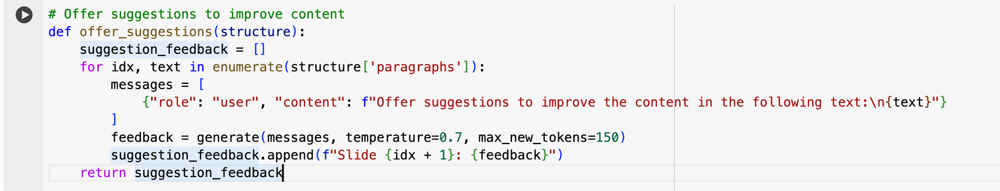 # Offer suggestions to improve content
def offer_suggestions(structure):
    suggestion_feedback = []
    for idx, text in enumerate(structure['paragraphs']):
        messages = [
            {"role": "user", "content": f"Offer suggestions to improve the content in the following text:\n{text}"}
        ]
        feedback = generate(messages, temperature=0.7, max_new_tokens=150)
        suggestion_feedback.append(f"Slide {idx + 1}: {feedback}")
    return suggestion_feedback